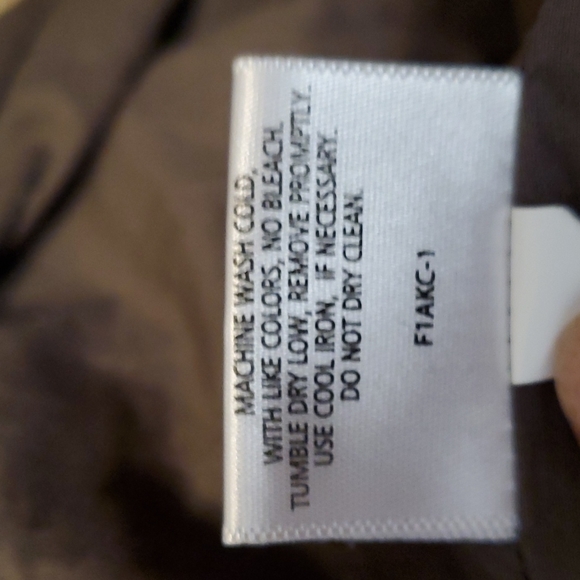 MACHINE WASH COLD,
WITH LIKE COLORS, NO BLEACH.
TUMBLE DRY LOW, REMOVE PROMPTLY.
USE COOL IRON, IF NECESSARY.
DO NOT DRY CLEAN.
F1AKC-1